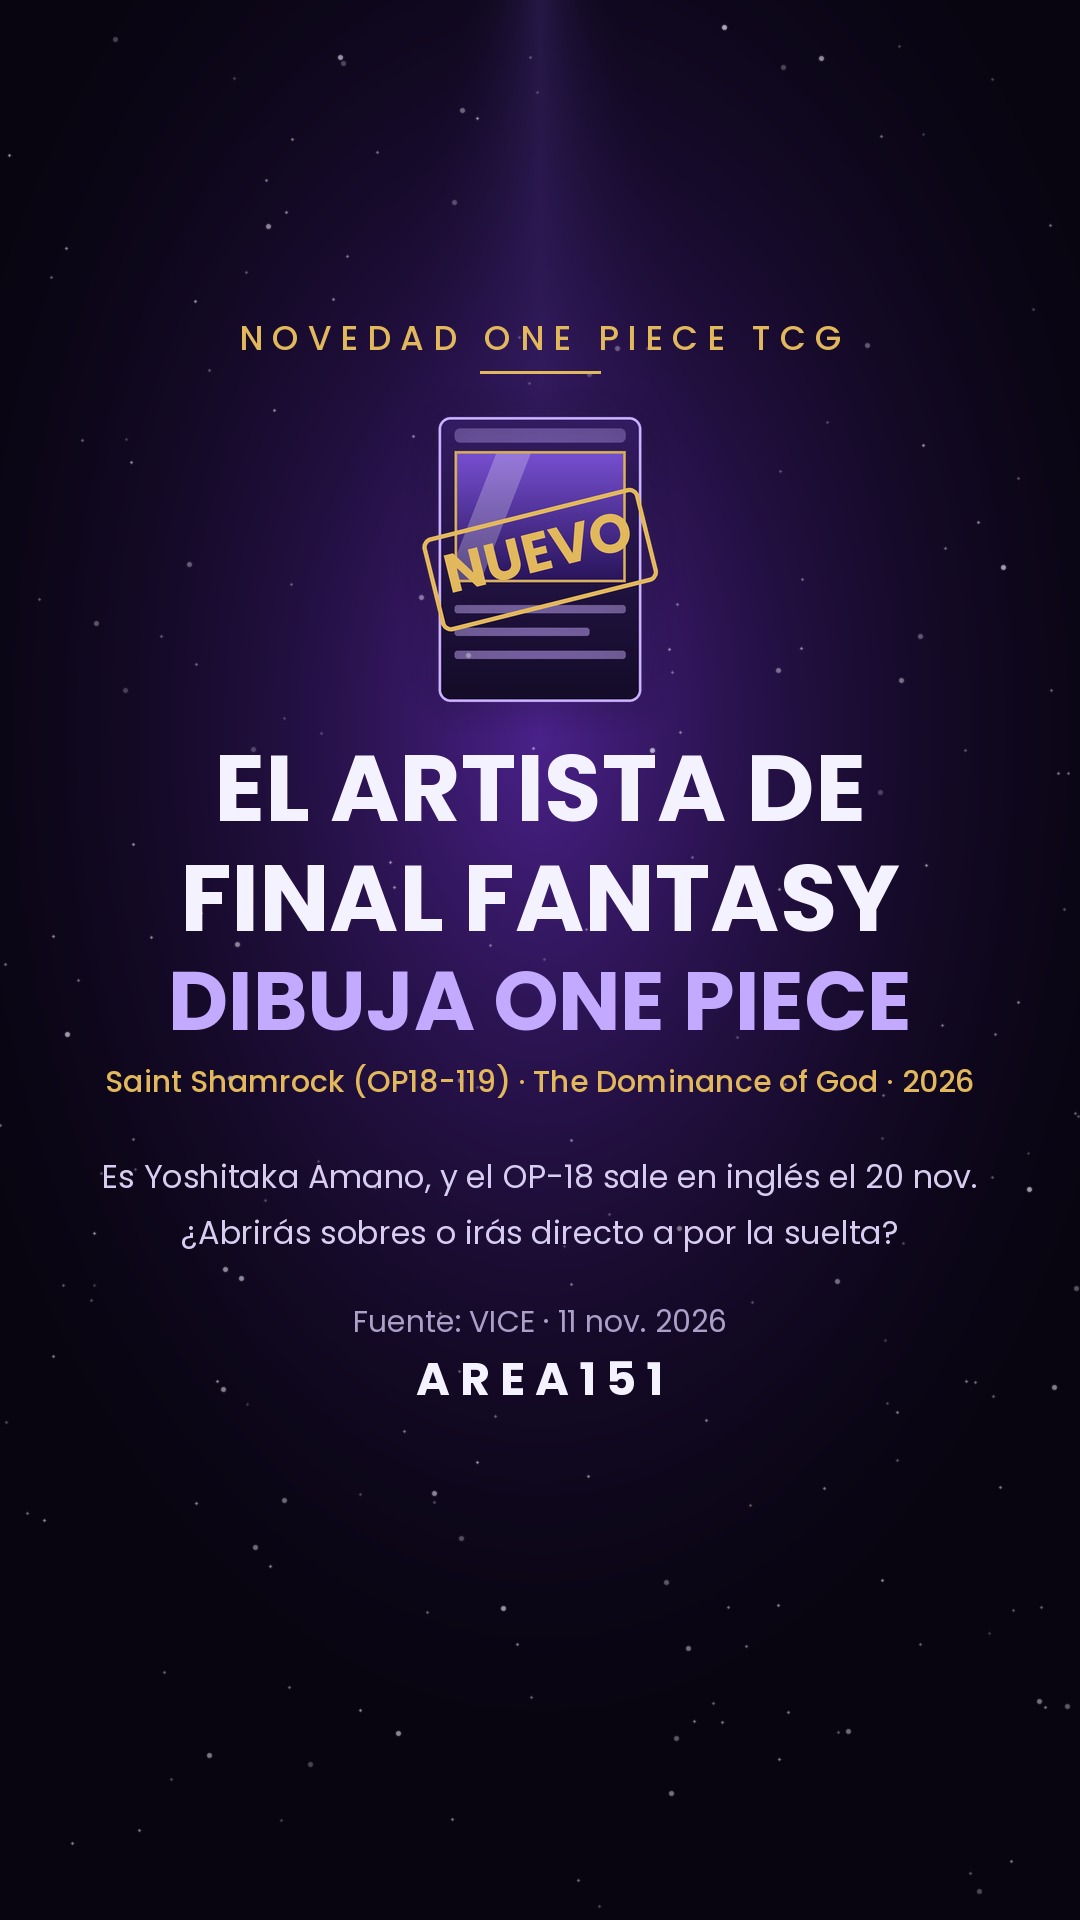 NOVEDAD ONE PIECE TCG
NUEVO
EL ARTISTA DE
FINAL FANTASY
DIBUJA ONE PIECE
Saint Shamrock (OP18-119) · The Dominance of God · 2026
Es Yoshitaka Amano, y el OP-18 sale en inglés el 20 nov.
¿Abrirás sobres o irás directo a por la suelta?
Fuente: VICE · 11 nov. 2026
AREA151